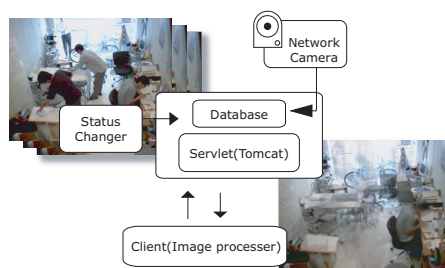 Network
Camera
Status
Changer
Database
Servlet(Tomcat)
Client(Image processer)